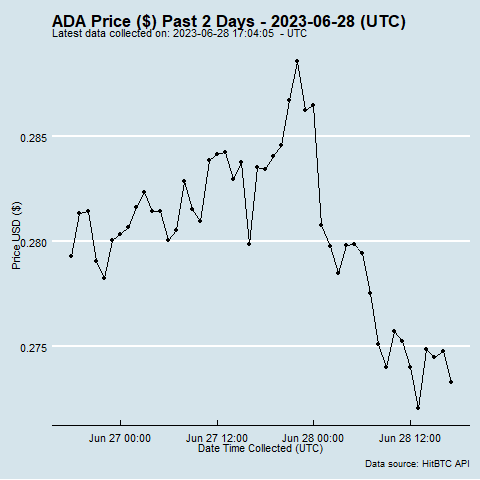 ADA Price ($) Past 2 Days - 2023-06-28 (UTC)
Latest data collected on: 2023-06-28 17:04:05 - UTC
Price USD ($)
0.285
0.280
0.275
Jun 27 00:00
Jun 27 12:00
Jun 28 00:00
Jun 28 12:00
Date Time Collected (UTC)
Data source: HitBTC API